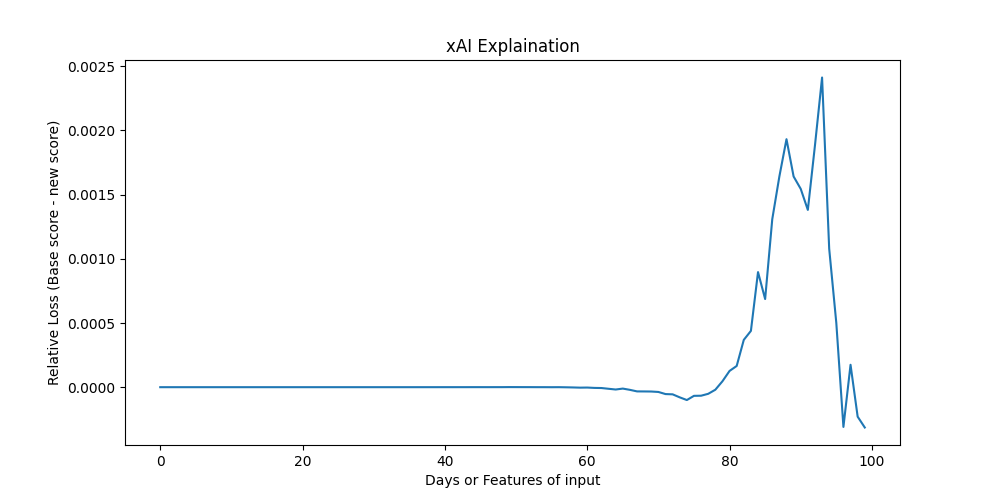 xAI Explaination
0.0025
0.0020
0.0015
0.0010
0.0005
0.0000
Relative Loss (Base score - new score)
0 20 40 60 80 100
Days or Features of input